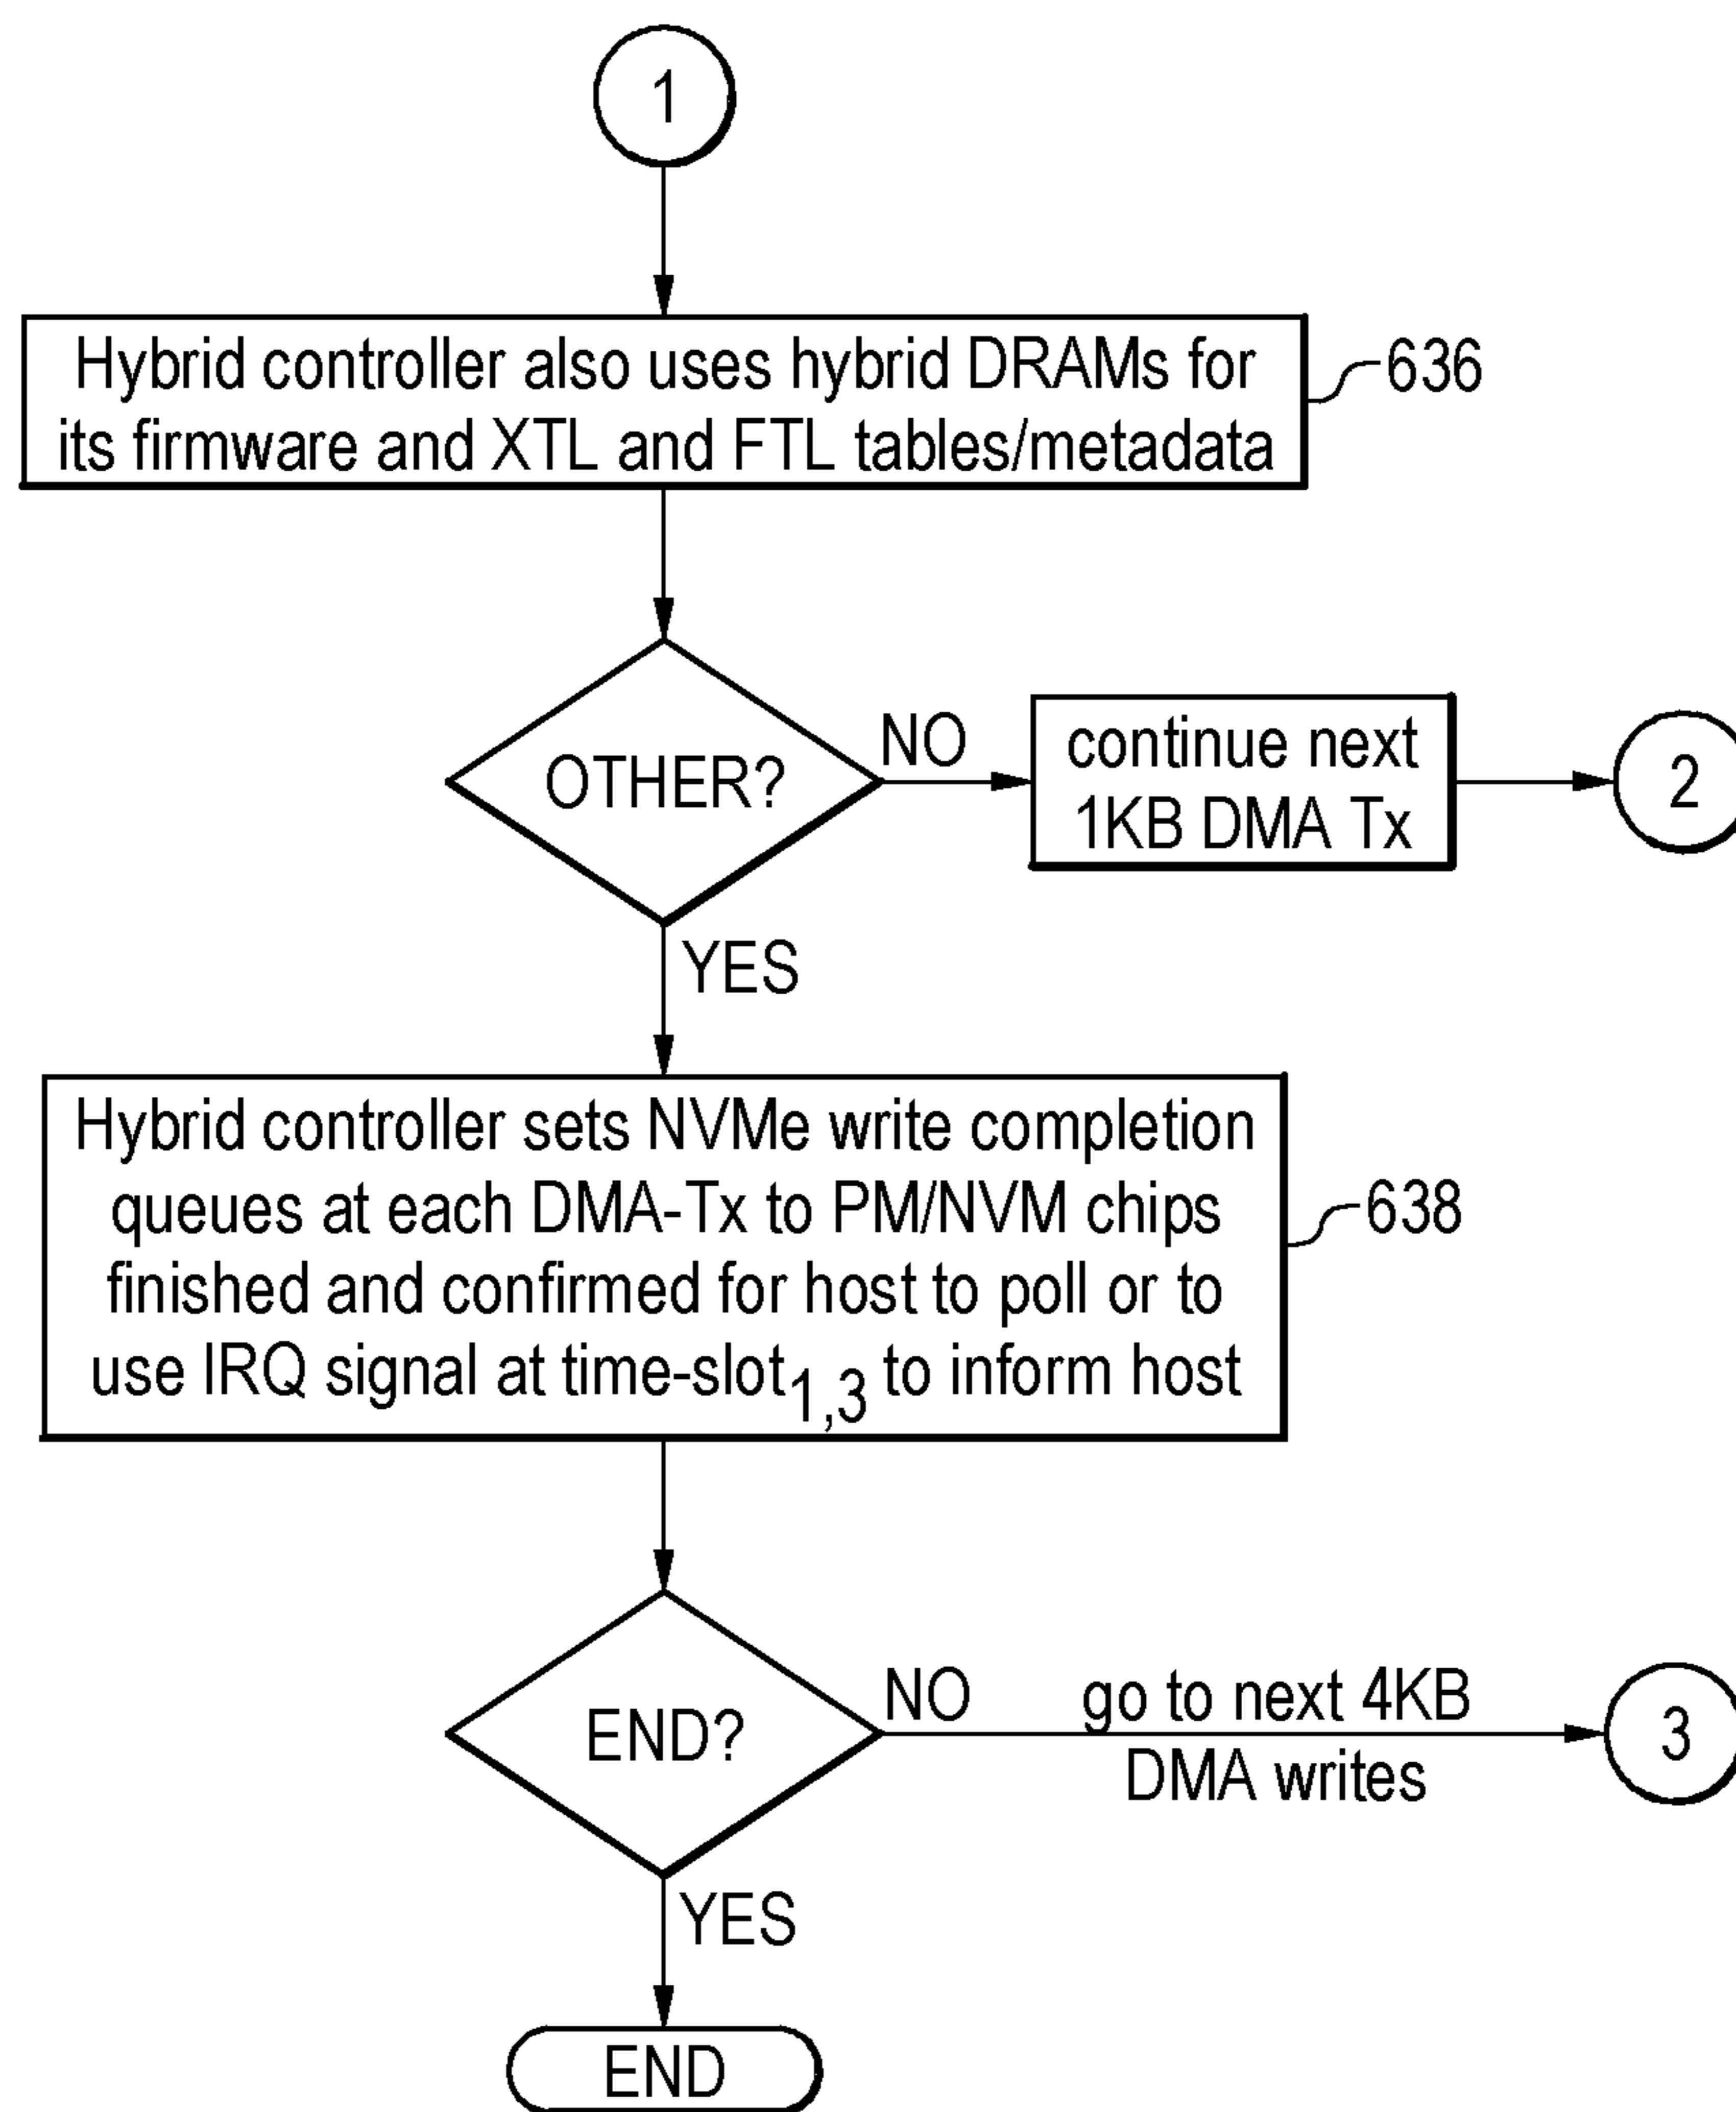 1
Hybrid controller also uses hybrid DRAMs for
its firmware and XTL and FTL tables/metadata
636
OTHER?
NO
continue next
1KB DMA Tx
2
YES
Hybrid controller sets NVMe write completion
queues at each DMA-Tx to PM/NVM chips
finished and confirmed for host to poll or to
use IRQ signal at time-slot1,3 to inform host
638
END?
NO
go to next 4KB
DMA writes
3
YES
END